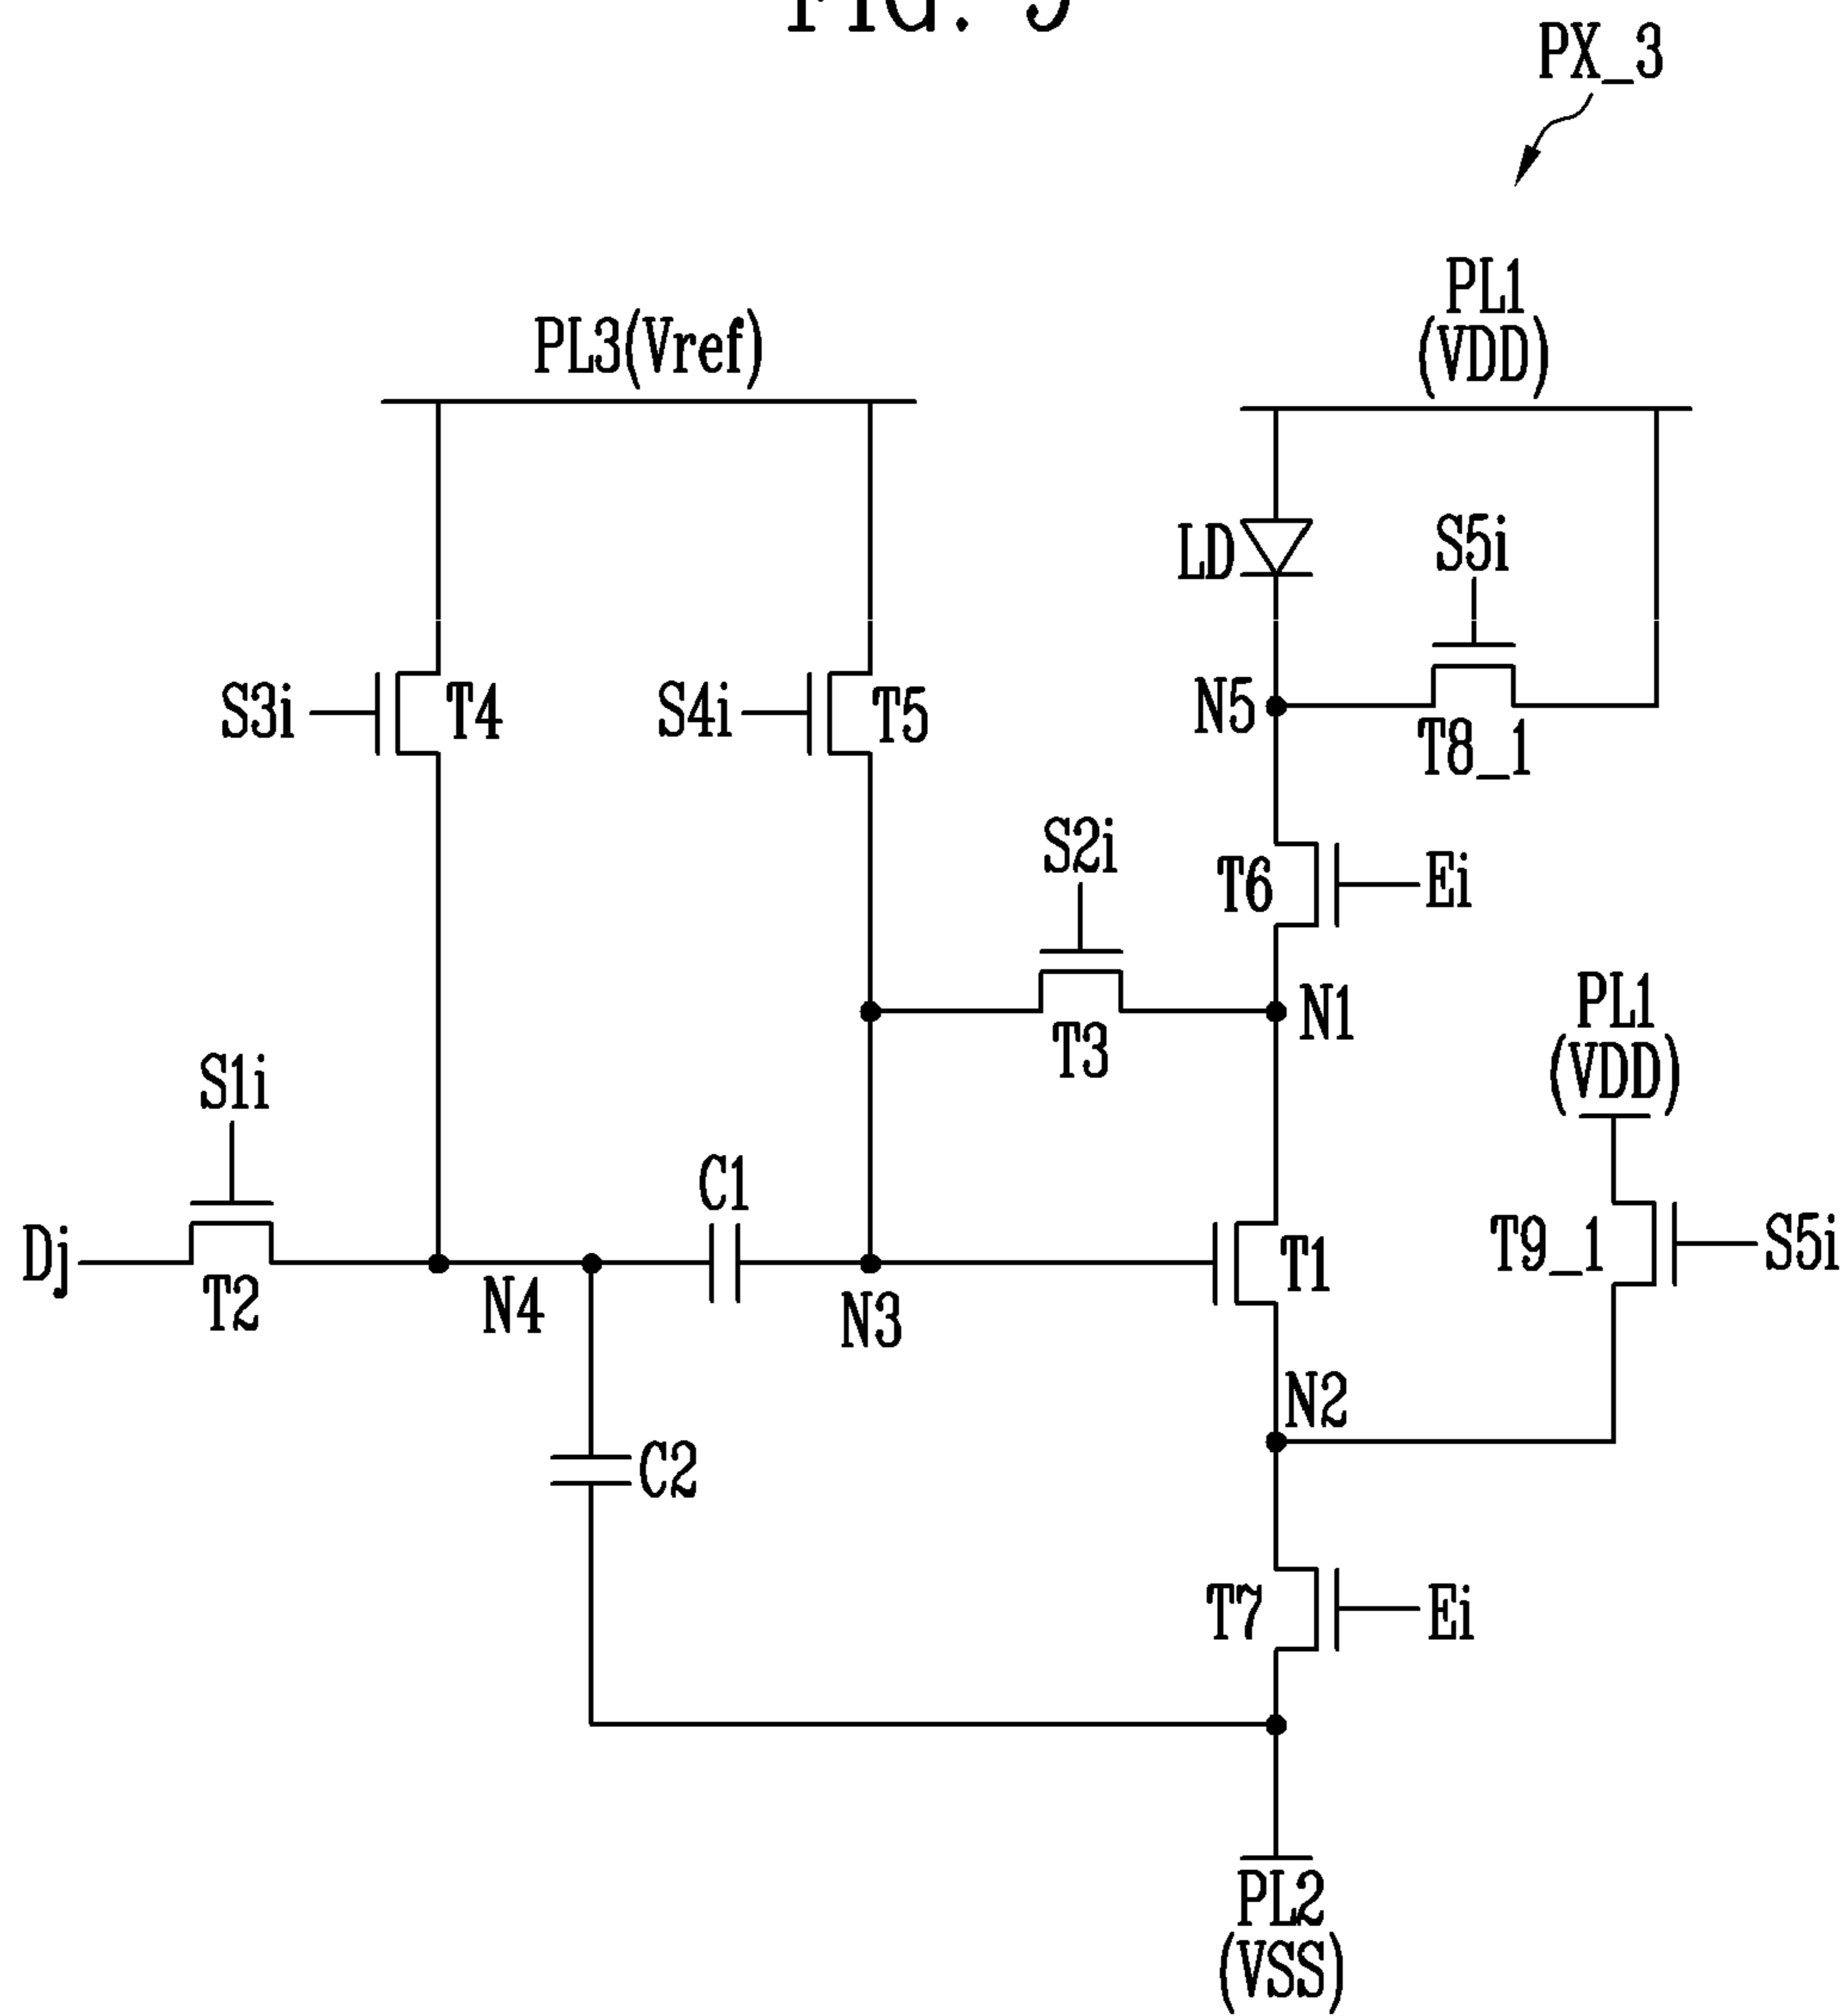 PX_3
PL1
(VDD)
PL3(Vref)
LD
S5i
S3i
T4
S4i
T5
N5
T8_1
S2i
T6
Ei
PL1
(VDD)
N1
T3
S1i
C1
Dj
T2
N4
N3
T1
T9_1
S5i
N2
C2
T7
Ei
PL2
(VSS)